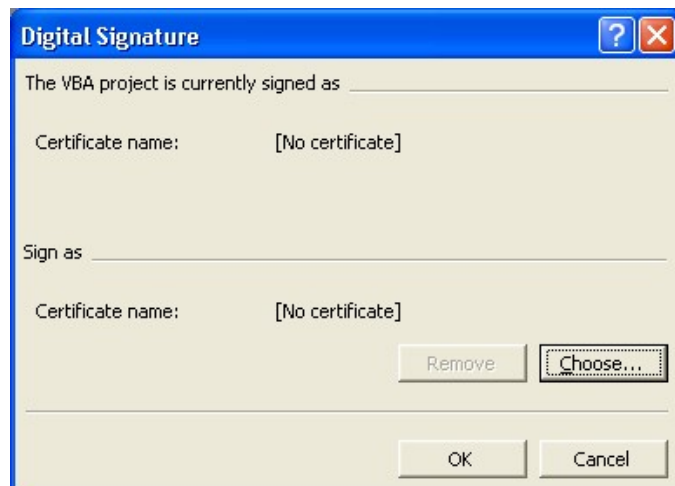 Digital Signature
The VBA project is currently signed as
Certificate name: [No certificate]
Sign as
Certificate name: [No certificate]
Remove Choose...
OK Cancel